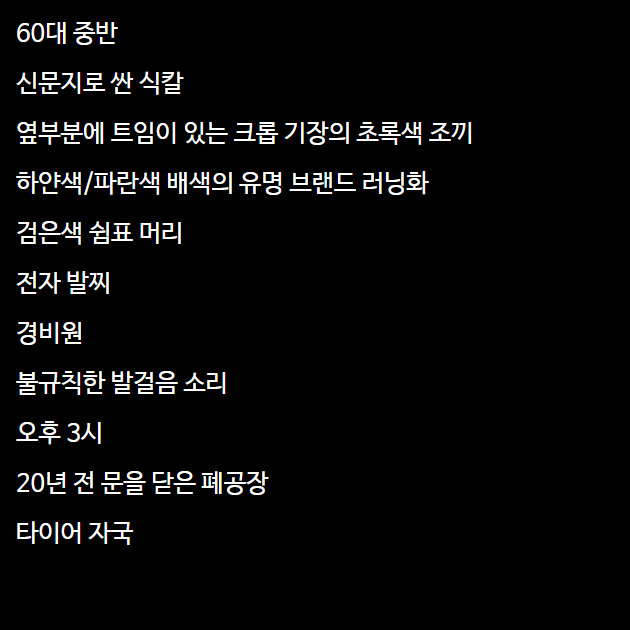 60대 중반
신문지로 싼 식칼
옆부분에 트임이 있는 크롭 기장의 초록색 조끼
하얀색/파란색 배색의 유명 브랜드 러닝화
검은색 쉼표 머리
전자 발찌
경비원
불규칙한 발걸음 소리
오후 3시
20년 전 문을 닫은 폐공장
타이어 자국